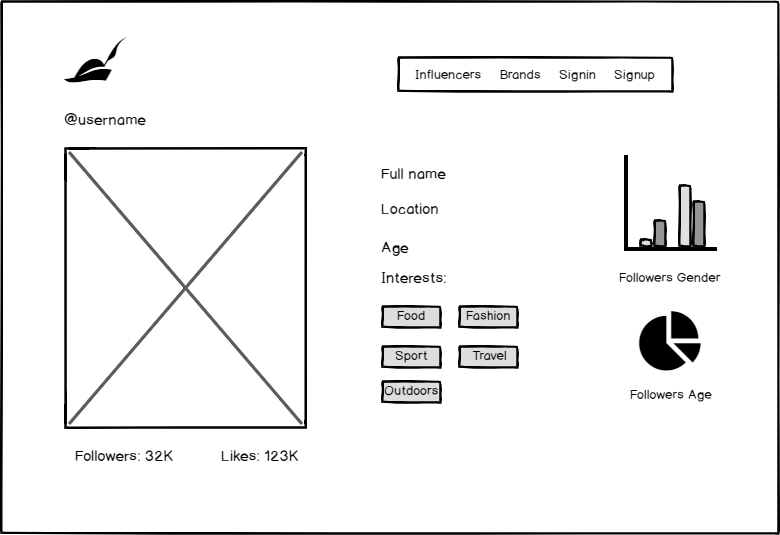 Influencers Brands Signin Signup
@username
Full name
Location
Age
Interests:
Food Fashion
Sport Travel
Outdoors
Followers Gender
Followers Age
Followers: 32K Likes: 123K